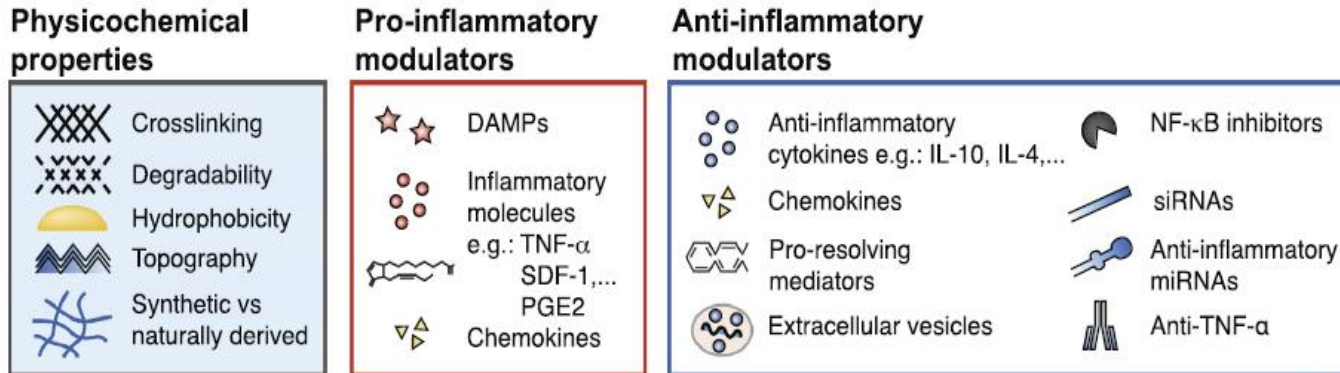 Physicochemical
properties
Crosslinking
Degradability
Hydrophobicity
Topography
Synthetic vs
naturally derived
Pro-inflammatory
modulators
DAMPs
Inflammatory
molecules
e.g.: TNF-α
SDF-1,...
PGE2
Chemokines
Anti-inflammatory
modulators
Anti-inflammatory
cytokines e.g.: IL-10, IL-4,...
Chemokines
Pro-resolving
mediators
Extracellular vesicles
NF-κB inhibitors
siRNAs
Anti-inflammatory
miRNAs
Anti-TNF-α